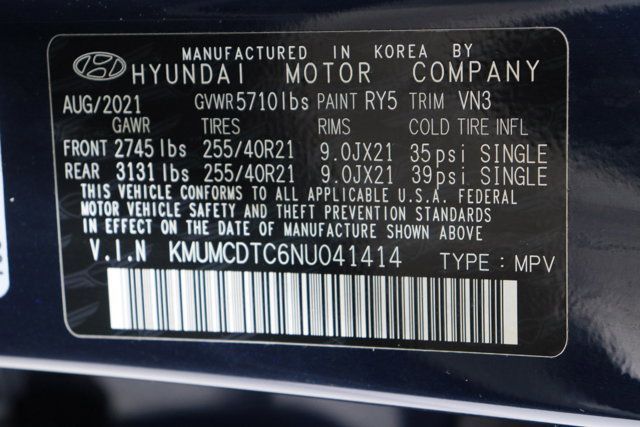 MANUFACTURED IN KOREA BY
HYUNDAI MOTOR COMPANY
AUG/2021 GVWR5710lbs PAINT RY5 TRIM VN3
GAWR TIRES RIMS COLD TIRE INFL
FRONT 2745lbs 255/40R21 9.0JX21 35psi SINGLE
REAR 3131lbs 255/40R21 9.0JX21 39psi SINGLE
THIS VEHICLE CONFORMS TO ALL APPLICABLE U.S.A. FEDERAL
MOTOR VEHICLE SAFETY AND THEFT PREVENTION STANDARDS
IN EFFECT ON THE DATE OF MANUFACTURE SHOWN ABOVE
V.I.N KMUMCDTC6NU041414 TYPE : MPV